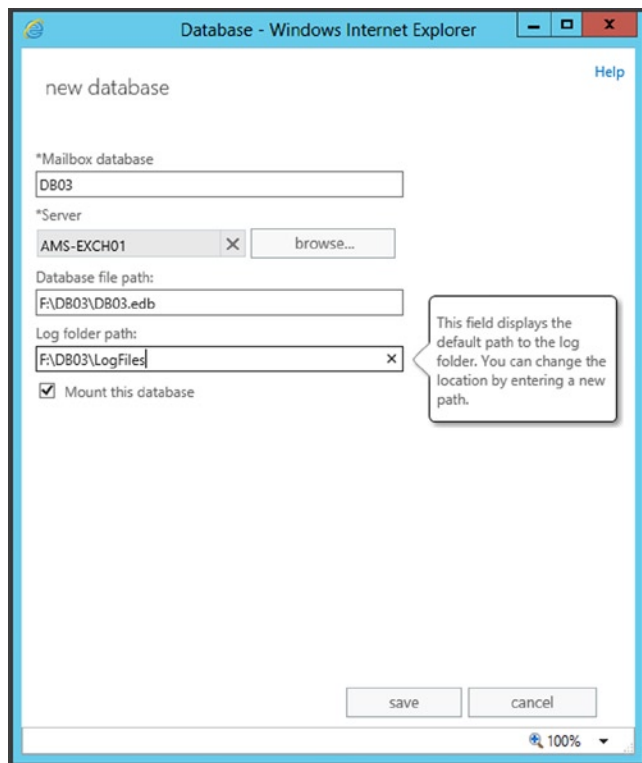 Database - Windows Internet Explorer
Help
new database
*Mailbox database
DB03
*Server
AMS-EXCH01
browse...
Database file path:
F:\DB03\DB03.edb
Log folder path:
F:\DB03\LogFiles
This field displays the
default path to the log
folder. You can change the
location by entering a new
path.
Mount this database
save
cancel
100%